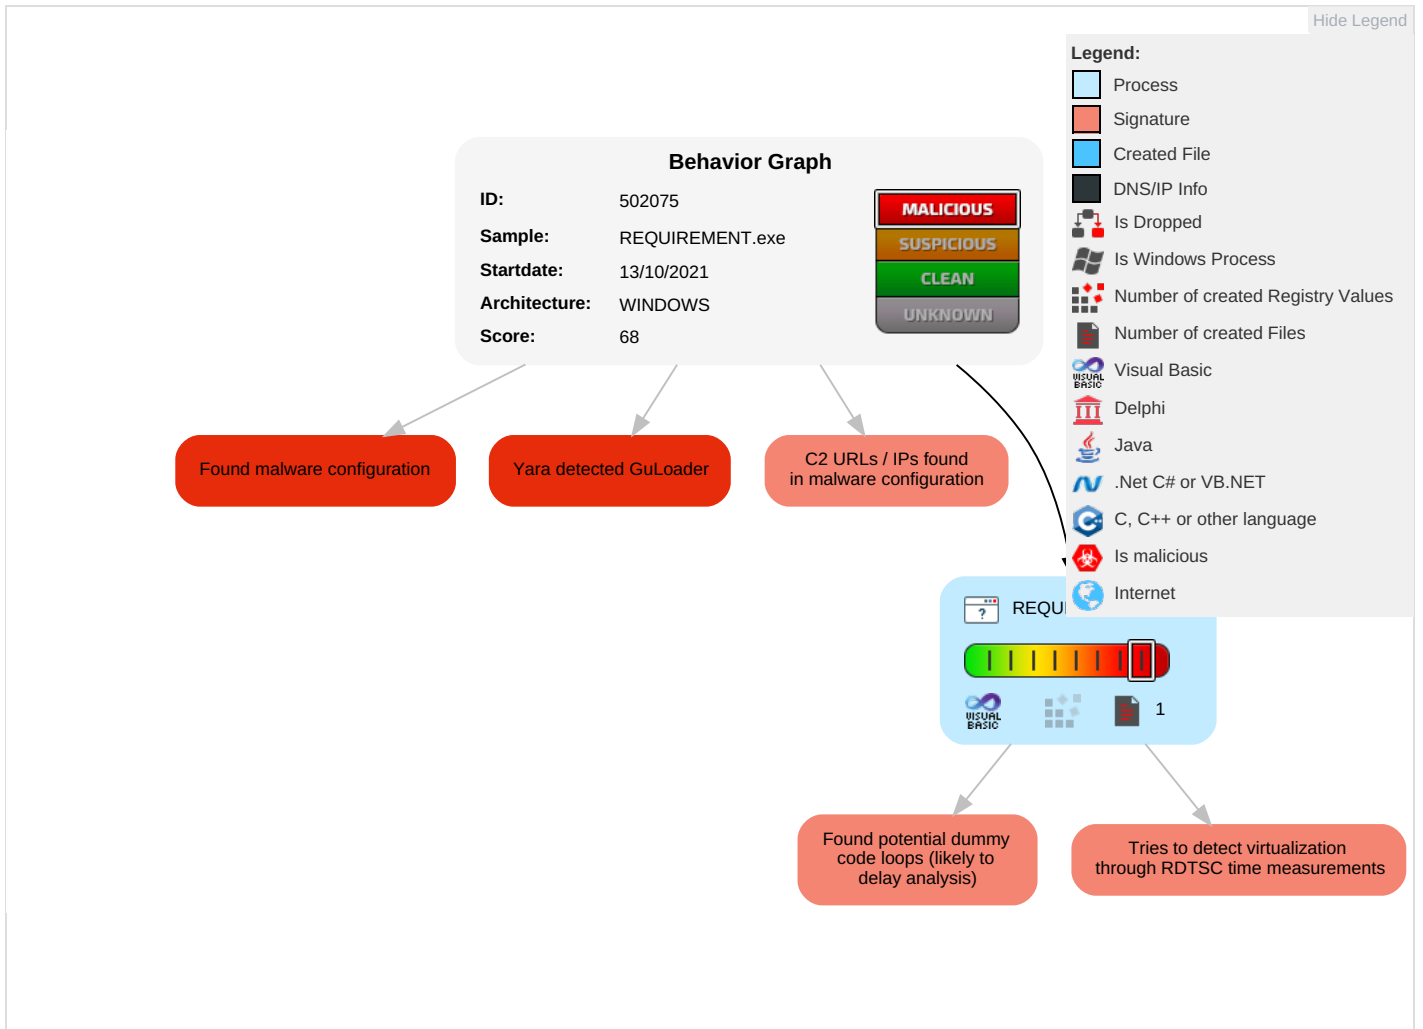 Hide Legend
Legend:
Process
Signature
Created File
DNS/IP Info
Is Dropped
Is Windows Process
Number of created Registry Values
Number of created Files
VISUAL
BASIC
Visual Basic
Delphi
Java
.Net C# or VB.NET
C, C++ or other language
Is malicious
Internet
Behavior Graph
ID: 502075
Sample: REQUIREMENT.exe
Startdate: 13/10/2021
Architecture: WINDOWS
Score: 68
MALICIOUS
SUSPICIOUS
CLEAN
UNKNOWN
Found malware configuration
Yara detected GuLoader
C2 URLs / IPs found
in malware configuration
REQU
VISUAL
BASIC
1
Found potential dummy
code loops (likely to
delay analysis)
Tries to detect virtualization
through RDTSC time measurements